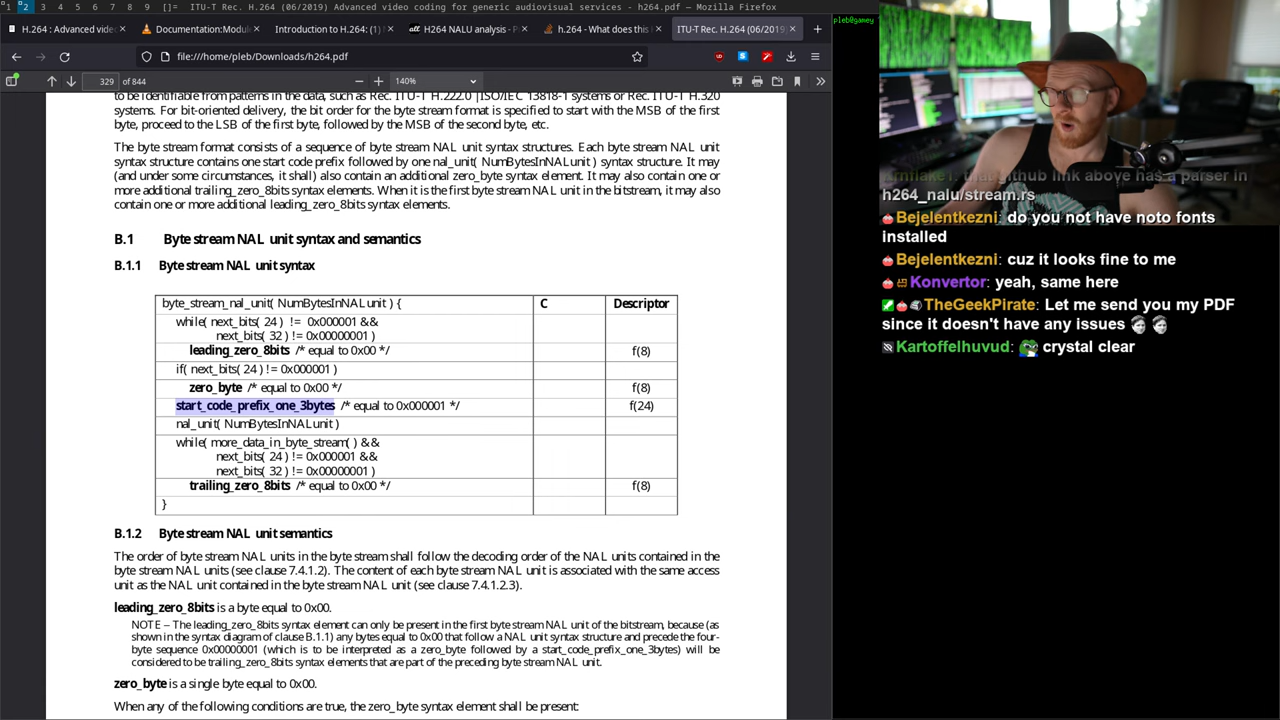 1 2 3 4 5 6 7 8 9 []= ITU-T Rec. H.264 (06/2019) Advanced video coding for generic audiovisual services - h264.pdf — Mozilla Firefox
pleb@gamey
H.264 : Advanced video
Documentation:Modul
Introduction to H.264: (1)
H264 NALU analysis - P
h.264 - What does this
ITU-T Rec. H.264 (06/2019)
file:///home/pleb/Downloads/h264.pdf
329 of 844
140%
systems. For bit-oriented delivery, the bit order for the byte stream format is specified to start with the MSB of the first
byte, proceed to the LSB of the first byte, followed by the MSB of the second byte, etc.
The byte stream format consists of a sequence of byte stream NAL unit syntax structures. Each byte stream NAL unit
syntax structure contains one start code prefix followed by one nal_unit( NumBytesInNALunit ) syntax structure. It may
(and under some circumstances, it shall) also contain an additional zero_byte syntax element. It may also contain one or
more additional trailing_zero_8bits syntax elements. When it is the first byte stream NAL unit in the bitstream, it may also
contain one or more additional leading_zero_8bits syntax elements.
B.1 Byte stream NAL unit syntax and semantics
B.1.1 Byte stream NAL unit syntax
byte_stream_nal_unit( NumBytesInNALunit ) { C Descriptor
while( next_bits( 24 ) != 0x000001 &&
next_bits( 32 ) != 0x00000001 )
leading_zero_8bits /* equal to 0x00 */ f(8)
if( next_bits( 24 ) != 0x000001 )
zero_byte /* equal to 0x00 */ f(8)
start_code_prefix_one_3bytes /* equal to 0x000001 */ f(24)
nal_unit( NumBytesInNALunit )
while( more_data_in_byte_stream( ) &&
next_bits( 24 ) != 0x000001 &&
next_bits( 32 ) != 0x00000001 )
trailing_zero_8bits /* equal to 0x00 */ f(8)
}
B.1.2 Byte stream NAL unit semantics
The order of byte stream NAL units in the byte stream shall follow the decoding order of the NAL units contained in the
byte stream NAL units (see clause 7.4.1.2). The content of each byte stream NAL unit is associated with the same access
unit as the NAL unit contained in the byte stream NAL unit (see clause 7.4.1.2.3).
leading_zero_8bits is a byte equal to 0x00.
NOTE – The leading_zero_8bits syntax element can only be present in the first byte stream NAL unit of the bitstream, because (as
shown in the syntax diagram of clause B.1.1) any bytes equal to 0x00 that follow a NAL unit syntax structure and precede the four-
byte sequence 0x00000001 (which is to be interpreted as a zero_byte followed by a start_code_prefix_one_3bytes) will be
considered to be trailing_zero_8bits syntax elements that are part of the preceding byte stream NAL unit.
zero_byte is a single byte equal to 0x00.
When any of the following conditions are true, the zero_byte syntax element shall be present:
that github link above has a parser in
h264_nalu/stream.rs
Bejelentkezni: do you not have noto fonts
installed
Bejelentkezni: cuz it looks fine to me
Konvertor: yeah, same here
TheGeekPirate: Let me send you my PDF
since it doesn't have any issues
Kartoffelhuvud: crystal clear